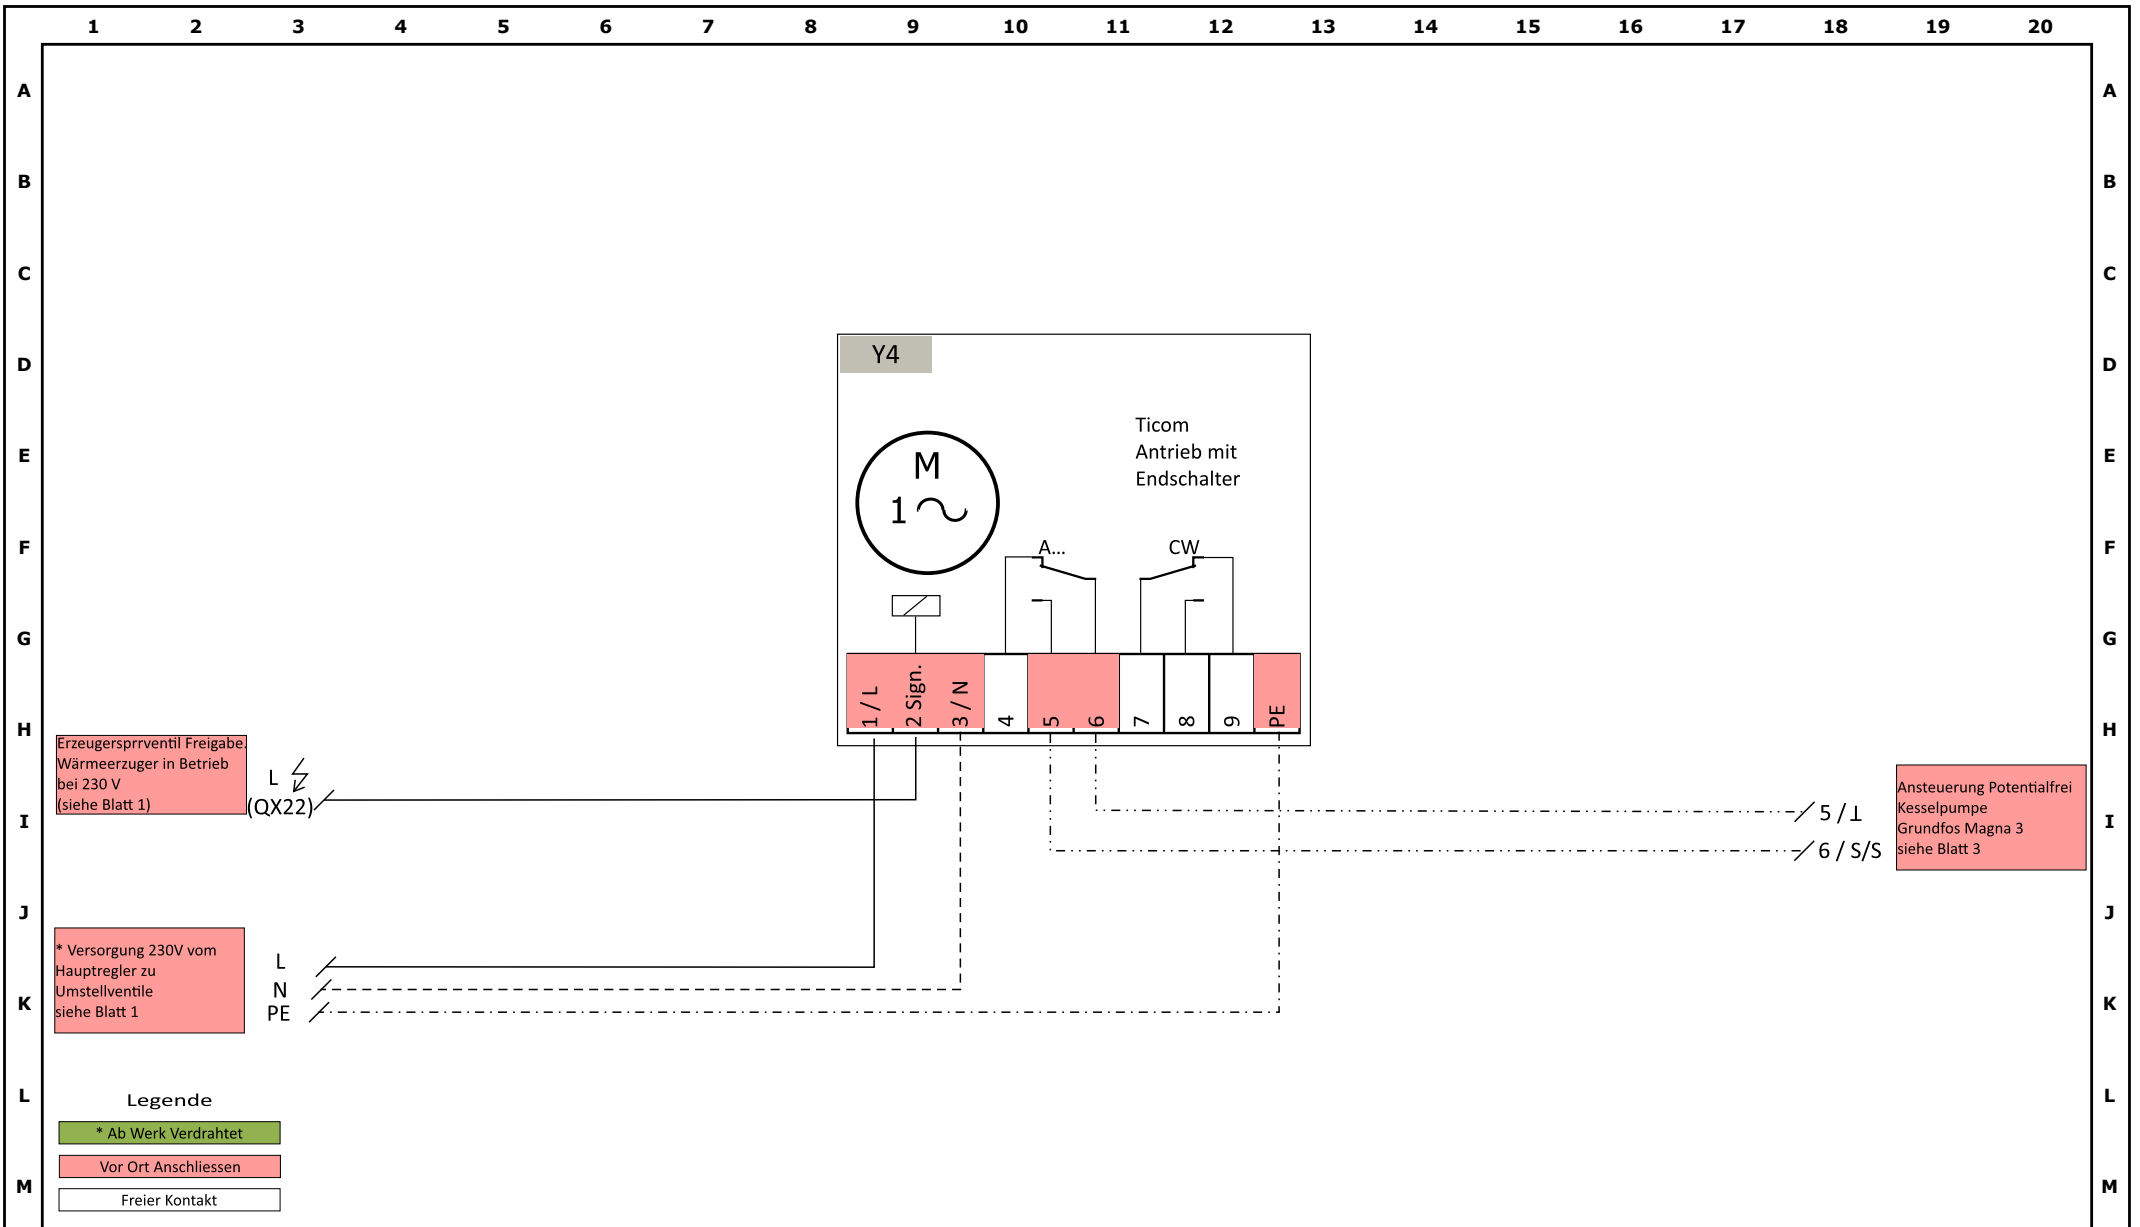 1 2 3 4 5 6 7 8 9 10 11 12 13 14 15 16 17 18 19 20
A A
B B
C C
D D
Y4
Ticom
Antrieb mit
Endschalter
E E
M
1
F F
A...
CW
G G
1 / L
2 Sign.
3 / N
4
5
6
7
8
9
PE
H H
Erzeugersprrventil Freigabe.
Wärmeerzuger in Betrieb
bei 230 V
(siehe Blatt 1)
L
(QX22)
I I
5 / ⊥
6 / S/S
Ansteuerung Potentialfrei
Kesselpumpe
Grundfos Magna 3
siehe Blatt 3
J J
* Versorgung 230V vom
Hauptregler zu
Umstellventile
siehe Blatt 1
L
N
PE
K K
L L
Legende
* Ab Werk Verdrahtet
Vor Ort Anschliessen
Freier Kontakt
M M